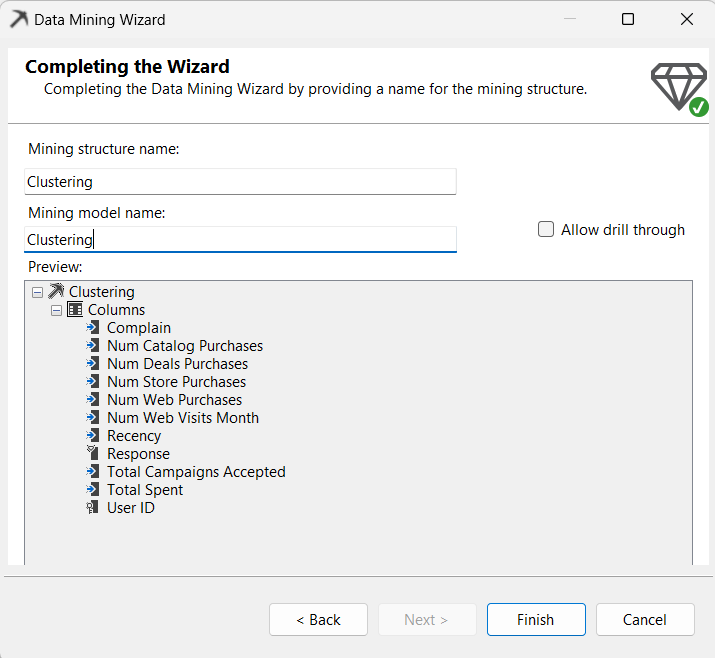 Data Mining Wizard
Completing the Wizard
Completing the Data Mining Wizard by providing a name for the mining structure.
Mining structure name:
Clustering
Mining model name:
Clustering
Allow drill through
Preview:
Clustering
Columns
Complain
Num Catalog Purchases
Num Deals Purchases
Num Store Purchases
Num Web Purchases
Num Web Visits Month
Recency
Response
Total Campaigns Accepted
Total Spent
User ID
< Back
Next >
Finish
Cancel